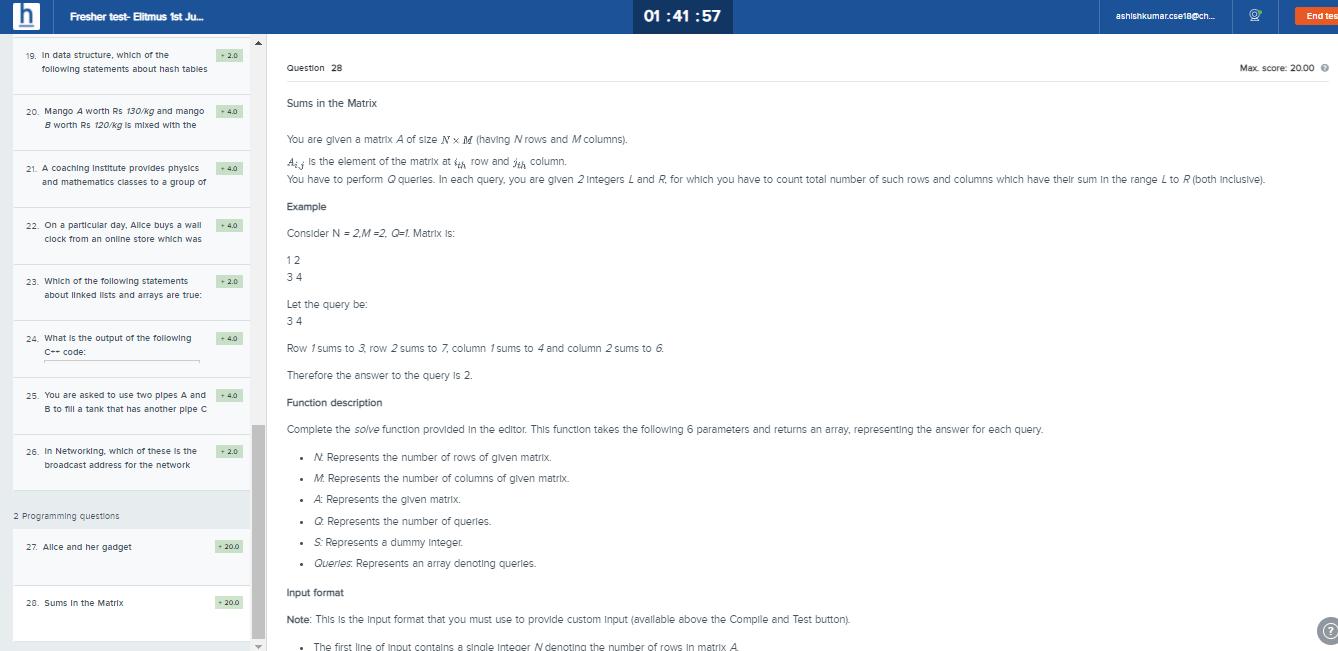 h
Fresher test- Elitmus 1st Ju...
01 :41 :57
ashishkumar.cse18@ch...
End tes
19. In data structure, which of the
following statements about hash tables
+ 2.0
20. Mango A worth Rs 130/kg and mango
B worth Rs 120/kg is mixed with the
+ 4.0
21. A coaching institute provides physics
and mathematics classes to a group of
+ 4.0
22. On a particular day, Alice buys a wall
clock from an online store which was
+ 4.0
23. Which of the following statements
about linked lists and arrays are true:
+ 2.0
24. What is the output of the following
C++ code:
+ 4.0
25. You are asked to use two pipes A and
B to fill a tank that has another pipe C
+ 4.0
26. In Networking, which of these is the
broadcast address for the network
+ 2.0
2 Programming questions
27. Alice and her gadget
+ 20.0
28. Sums in the Matrix
+ 20.0
Question 28
Max. score: 20.00 ?
Sums in the Matrix
You are given a matrix A of size N × M (having N rows and M columns).
A_{i,j} is the element of the matrix at i_{th} row and j_{th} column.
You have to perform Q queries. In each query, you are given 2 integers L and R, for which you have to count total number of such rows and columns which have their sum in the range L to R (both inclusive).
Example
Consider N = 2,M =2, Q=1. Matrix is:
1 2
3 4
Let the query be:
3 4
Row 1 sums to 3, row 2 sums to 7, column 1 sums to 4 and column 2 sums to 6.
Therefore the answer to the query is 2.
Function description
Complete the solve function provided in the editor. This function takes the following 6 parameters and returns an array, representing the answer for each query.
• N: Represents the number of rows of given matrix.
• M: Represents the number of columns of given matrix.
• A: Represents the given matrix.
• Q: Represents the number of queries.
• S: Represents a dummy integer.
• Queries: Represents an array denoting queries.
Input format
Note: This is the input format that you must use to provide custom input (available above the Compile and Test button).
• The first line of input contains a single integer N denoting the number of rows in matrix A.
?